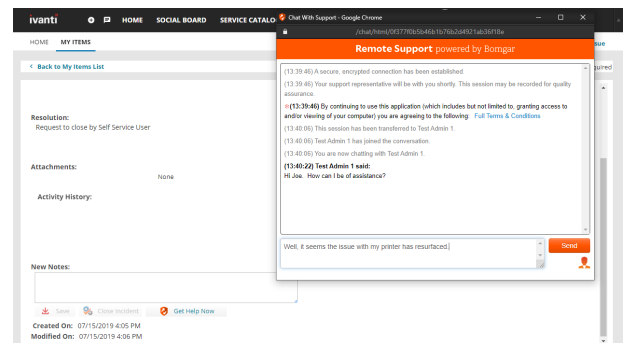 ivanti
HOME
SOCIAL BOARD
SERVICE CATALO
HOME
MY ITEMS
Back to My Items List
Resolution:
Request to close by Self Service User
Attachments:
None
Activity History:
New Notes:
Save
Close Incident
Get Help Now
Created On: 07/15/2019 4:05 PM
Modified On: 07/15/2019 4:06 PM
Chat With Support - Google Chrome
Remote Support powered by Bomgar
(13:39:46) A secure, encrypted connection has been established.
(13:39:46) Your support representative will be with you shortly. This session may be recorded for quality
assurance.
(13:39:46) By continuing to use this application (which includes but not limited to, granting access to
and/or viewing of your computer) you are agreeing to the following: Full Terms & Conditions
(13:40:06) This session has been transferred to Test Admin 1.
(13:40:06) Test Admin 1 has joined the conversation.
(13:40:06) You are now chatting with Test Admin 1.
(13:40:22) Test Admin 1 said:
Hi Joe. How can I be of assistance?
Well, it seems the issue with my printer has resurfaced.
Send
sue
quired